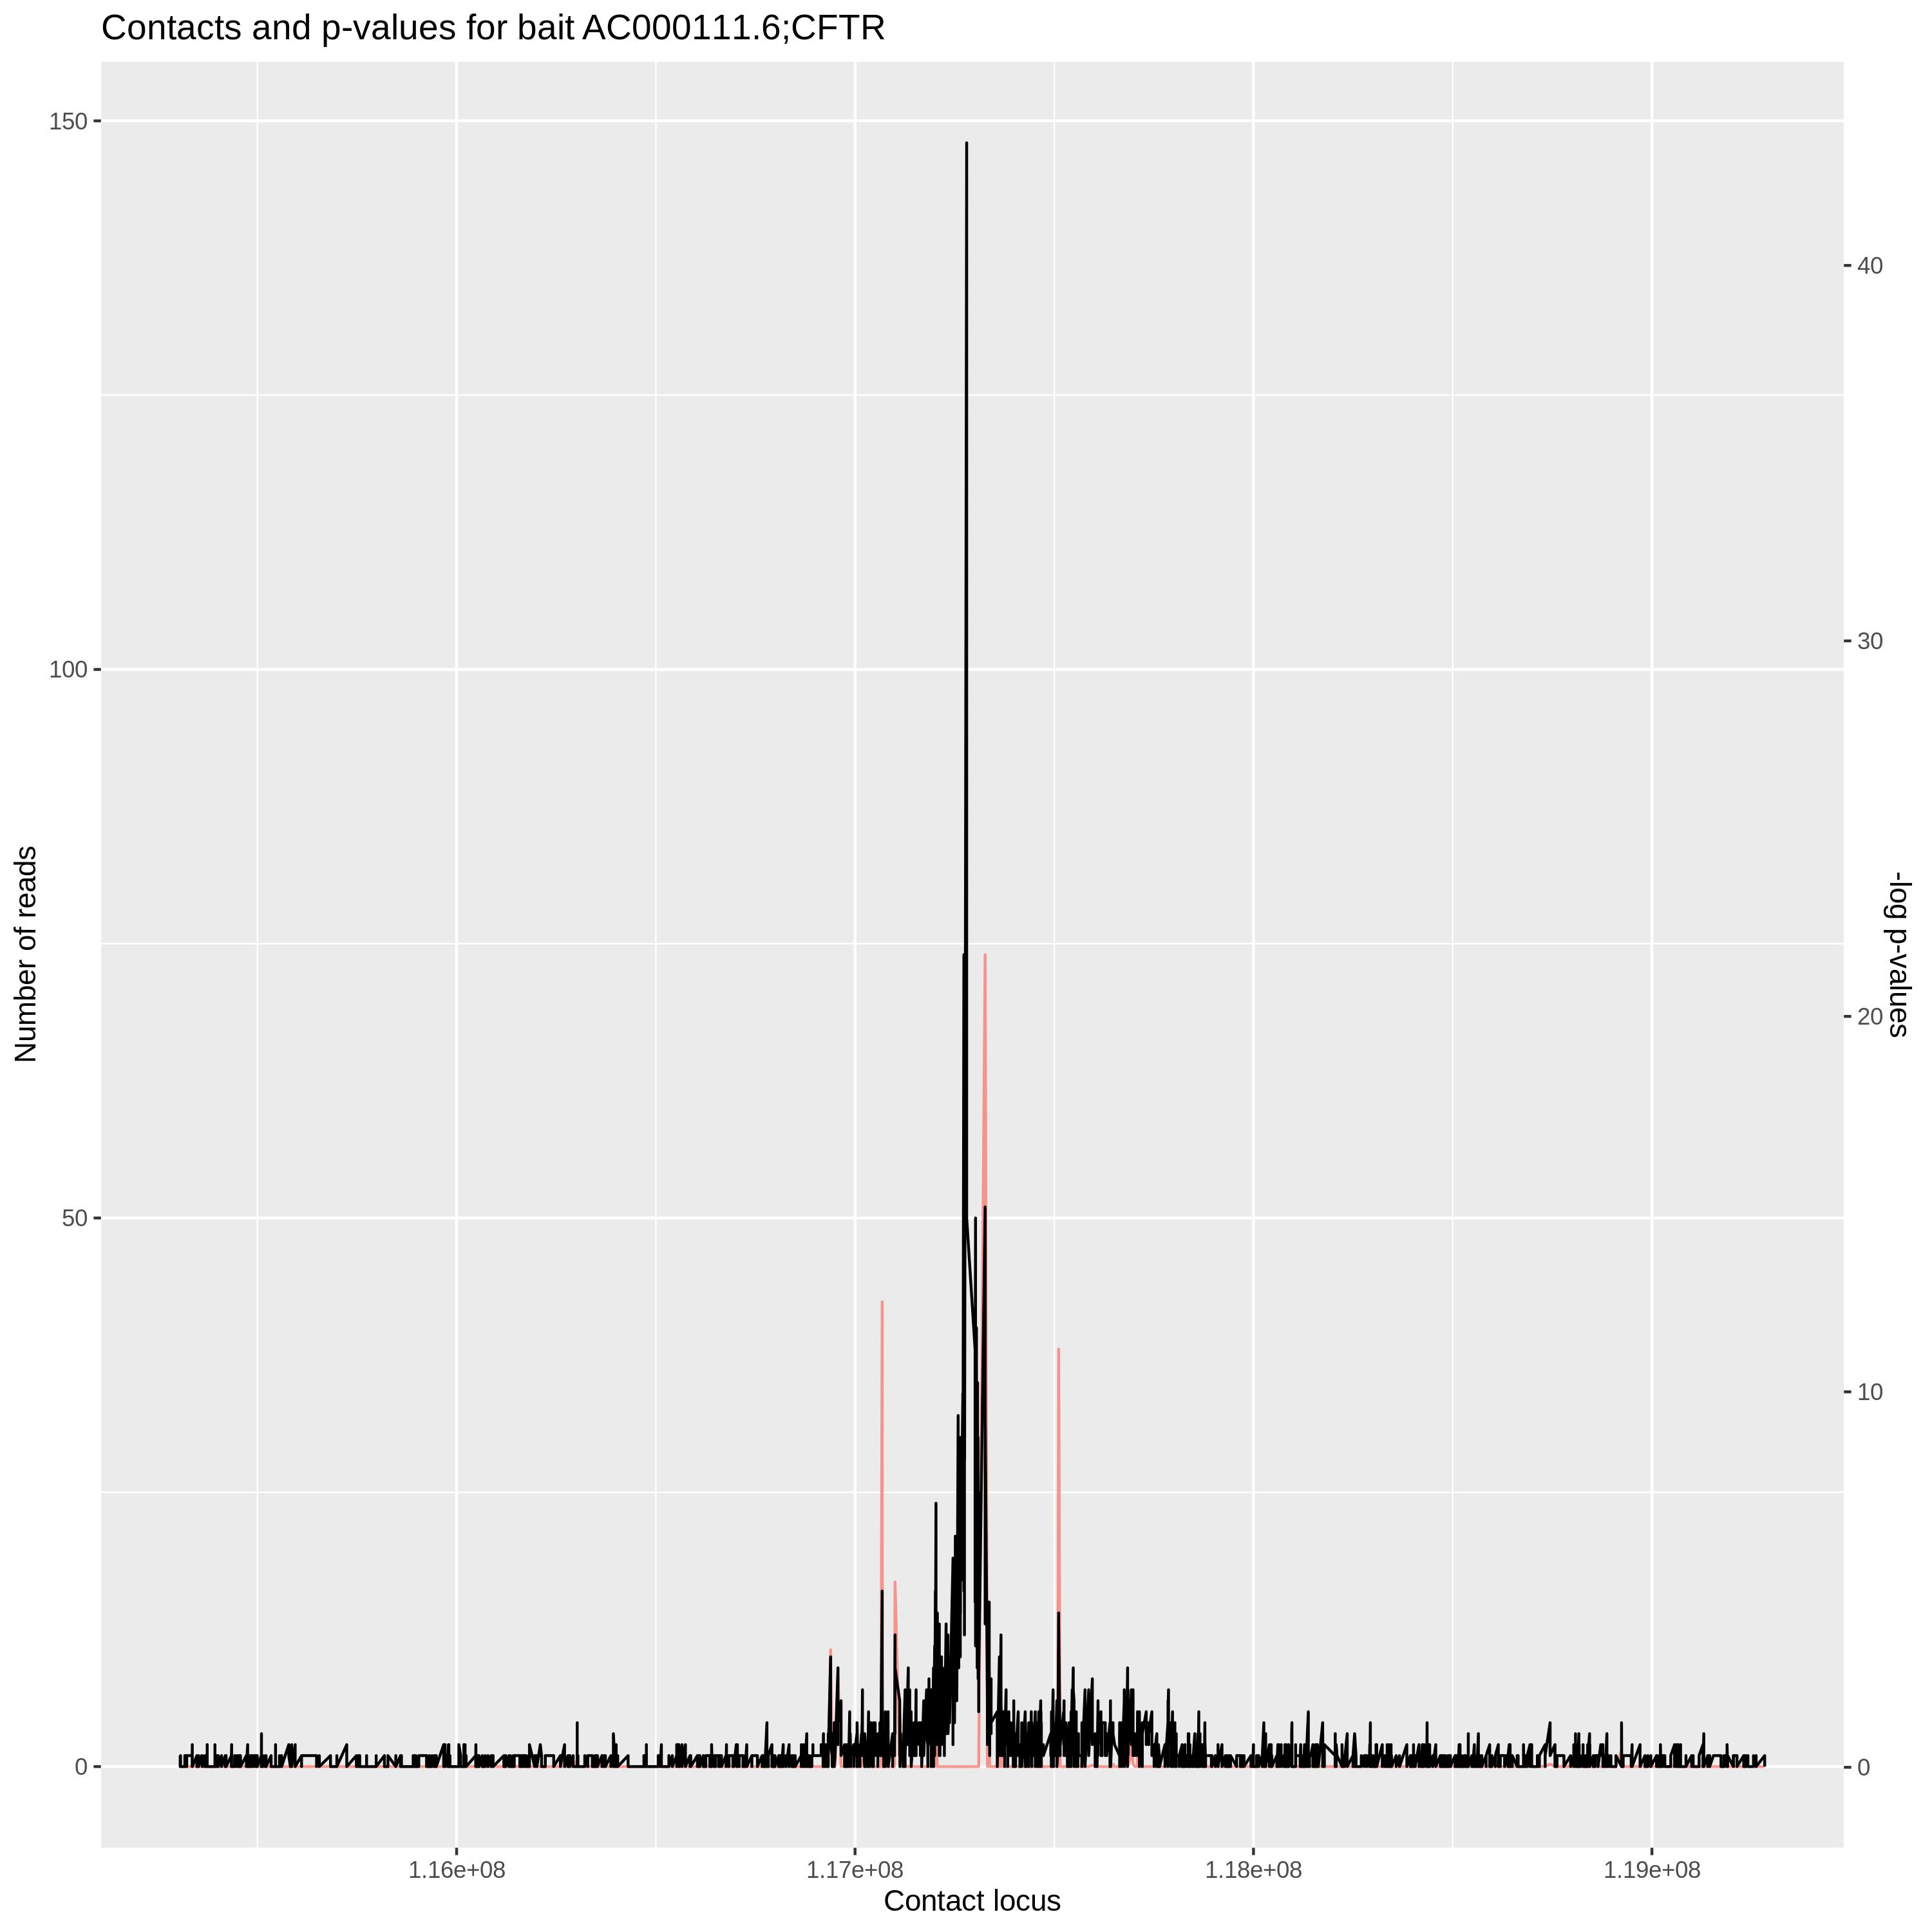 Contacts and p-values for bait AC000111.6;CFTR
150
100
50
0
Number of reads
40
30
20
10
0
-log p-values
1.16e+08
1.17e+08
1.18e+08
1.19e+08
Contact locus